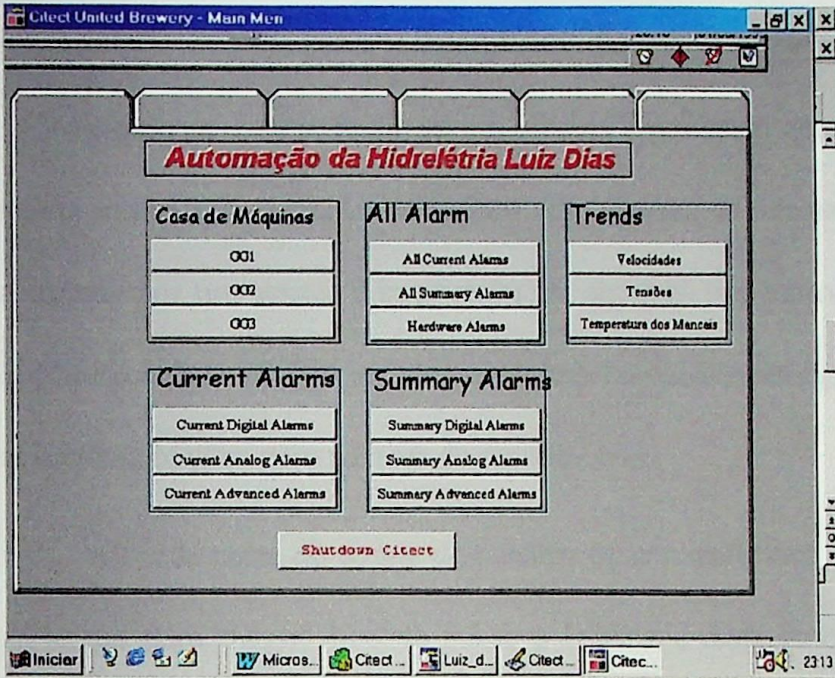 Citect United Brewery - Main Men
Automação da Hidrelétria Luiz Dias
Casa de Máquinas
001
002
003
All Alarm
All Current Alarms
All Summary Alarms
Hardware Alarms
Trends
Velocidades
Tensões
Temperatura dos Mancais
Current Alarms
Current Digital Alarms
Current Analog Alarms
Current Advanced Alarms
Summary Alarms
Summary Digital Alarms
Summary Analog Alarms
Summary Advanced Alarms
Shutdown Citect
Iniciar
Micros...
Citect ...
Luiz_d...
Citect ...
Citec...
23:13